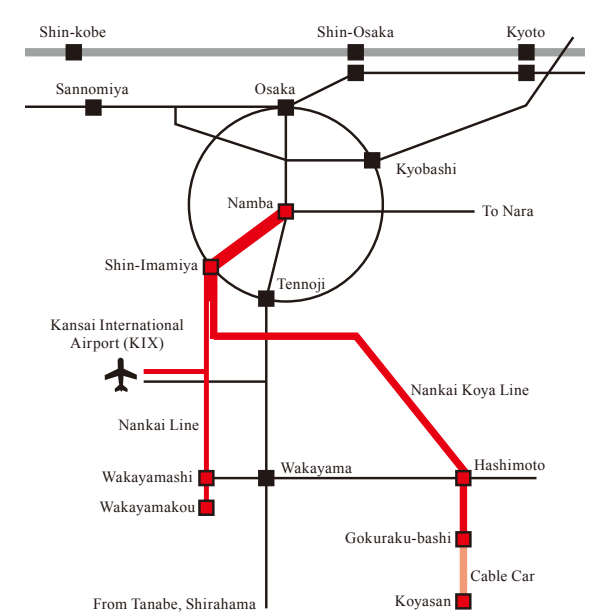 Shin-kobe
Shin-Osaka
Kyoto
Sannomiya
Osaka
Kyobashi
Namba
To Nara
Shin-Imamiya
Tennoji
Kansai International
Airport (KIX)
Nankai Koya Line
Nankai Line
Wakayamashi
Wakayama
Hashimoto
Wakayamakou
Gokuraku-bashi
Cable Car
From Tanabe, Shirahama
Koyasan